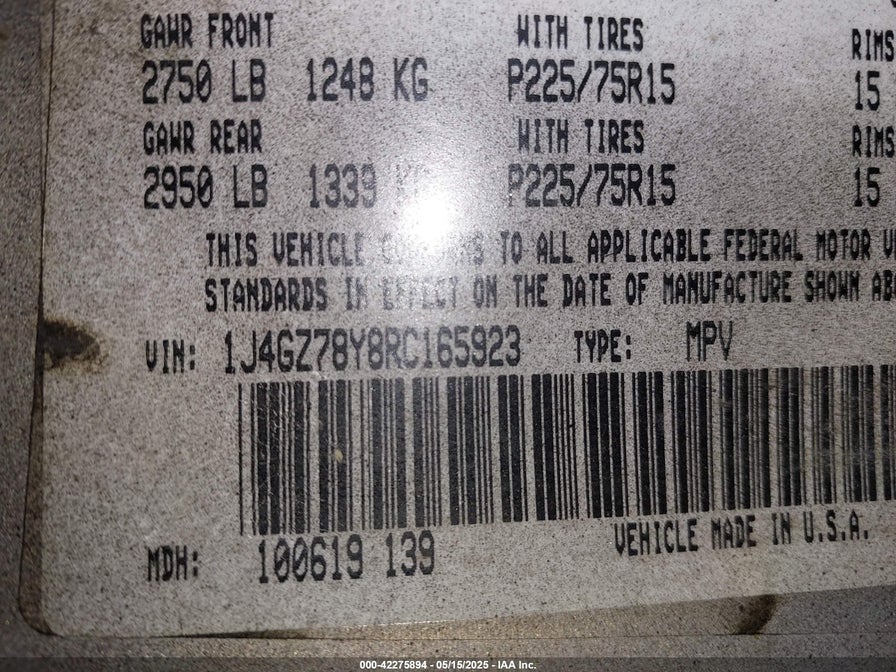 GAWR FRONT WITH TIRES RIMS
2750 LB 1248 KG P225/75R15 15
GAWR REAR WITH TIRES RIMS
2950 LB 1339 P225/75R15 15
THIS VEHICLE TO ALL APPLICABLE FEDERAL MOTOR
STANDARDS IN EFFECT ON THE DATE OF MANUFACTURE SHOWN
VIN: 1J4GZ78Y8RC165923 TYPE: MPV
MDH: 100619 139 VEHICLE MADE IN U.S.A.
000-42275894 - 05/15/2025 - IAA Inc.